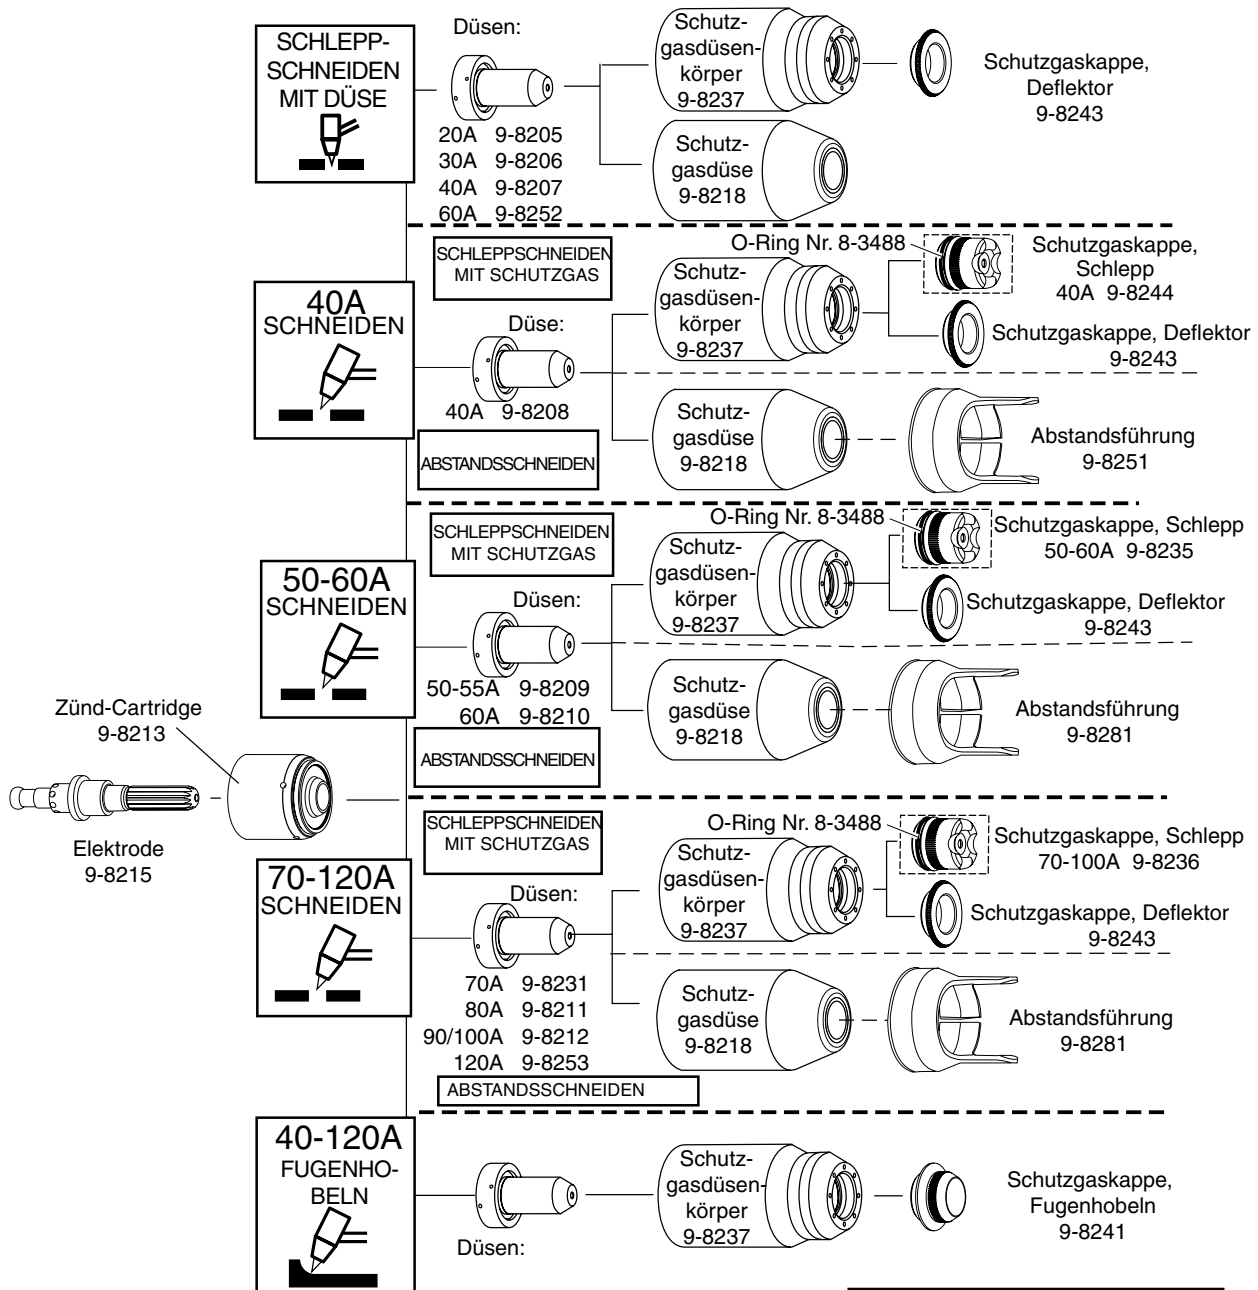 SCHLEPP-
SCHNEIDEN
MIT DÜSE
Düsen:
20A 9-8205
30A 9-8206
40A 9-8207
60A 9-8252
Schutz-
gasdüsen-
körper
9-8237
Schutzgaskappe,
Deflektor
9-8243
Schutz-
gasdüse
9-8218
40A
SCHNEIDEN
SCHLEPPSCHNEIDEN
MIT SCHUTZGAS
Düse:
40A 9-8208
ABSTANDSSCHNEIDEN
O-Ring Nr. 8-3488
Schutz-
gasdüsen-
körper
9-8237
Schutzgaskappe,
Schlepp
40A 9-8244
Schutzgaskappe, Deflektor
9-8243
Schutz-
gasdüse
9-8218
Abstandsführung
9-8251
50-60A
SCHNEIDEN
SCHLEPPSCHNEIDEN
MIT SCHUTZGAS
Düsen:
50-55A 9-8209
60A 9-8210
ABSTANDSSCHNEIDEN
O-Ring Nr. 8-3488
Schutz-
gasdüsen-
körper
9-8237
Schutzgaskappe, Schlepp
50-60A 9-8235
Schutzgaskappe, Deflektor
9-8243
Schutz-
gasdüse
9-8218
Abstandsführung
9-8281
Zünd-Cartridge
9-8213
Elektrode
9-8215
70-120A
SCHNEIDEN
SCHLEPPSCHNEIDEN
MIT SCHUTZGAS
Düsen:
70A 9-8231
80A 9-8211
90/100A 9-8212
120A 9-8253
ABSTANDSSCHNEIDEN
O-Ring Nr. 8-3488
Schutz-
gasdüsen-
körper
9-8237
Schutzgaskappe, Schlepp
70-100A 9-8236
Schutzgaskappe, Deflektor
9-8243
Schutz-
gasdüse
9-8218
Abstandsführung
9-8281
40-120A
FUGENHO-
BELN
Düsen:
Schutz-
gasdüsen-
körper
9-8237
Schutzgaskappe,
Fugenhobeln
9-8241